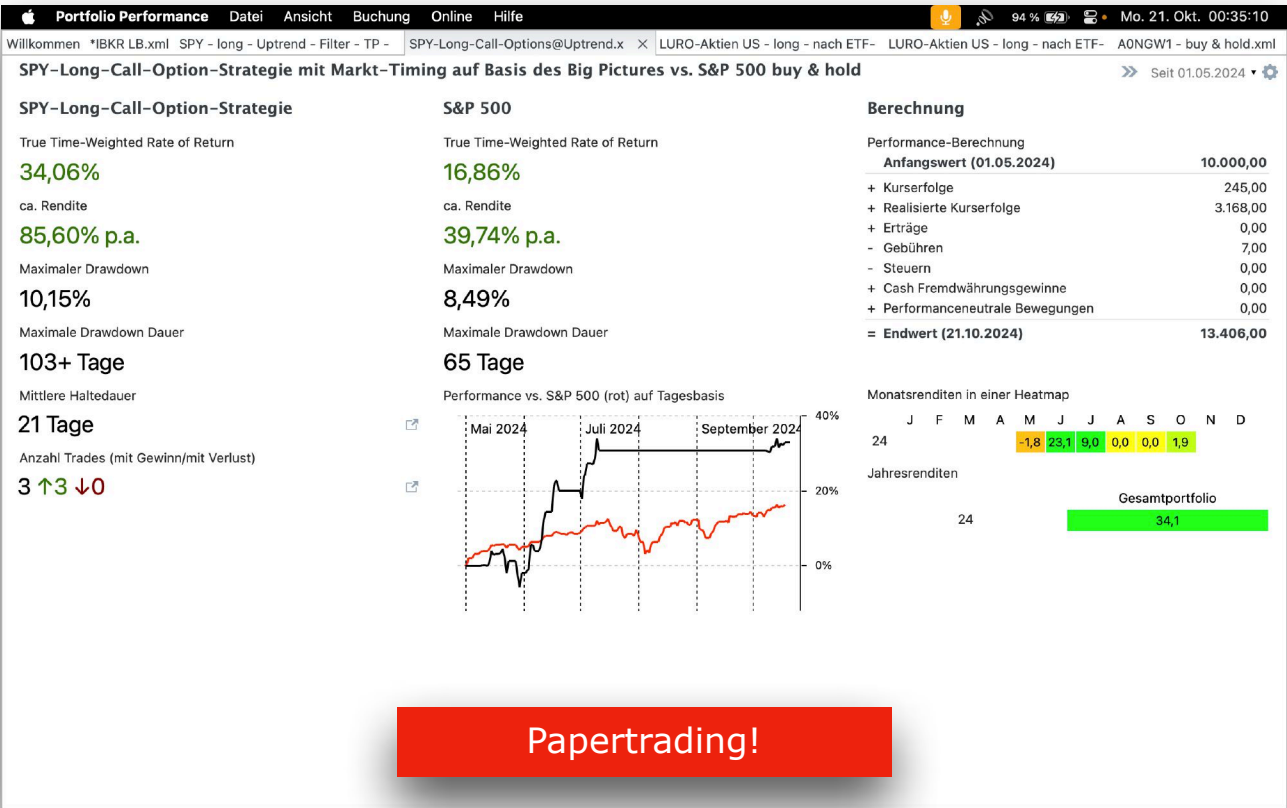 Portfolio Performance Datei Ansicht Buchung Online Hilfe 94 % Mo. 21. Okt. 00:35:10
Willkommen *IBKR LB.xml SPY - long - Uptrend - Filter - TP - SPY-Long-Call-Options@Uptrend.x LURO-Aktien US - long - nach ETF- LURO-Aktien US - long - nach ETF- A0NGW1 - buy & hold.xml
SPY-Long-Call-Option-Strategie mit Markt-Timing auf Basis des Big Pictures vs. S&P 500 buy & hold
Seit 01.05.2024
SPY-Long-Call-Option-Strategie
True Time-Weighted Rate of Return
34,06%
ca. Rendite
85,60% p.a.
Maximaler Drawdown
10,15%
Maximale Drawdown Dauer
103+ Tage
Mittlere Haltedauer
21 Tage
Anzahl Trades (mit Gewinn/mit Verlust)
3 ↑3 ↓0
S&P 500
True Time-Weighted Rate of Return
16,86%
ca. Rendite
39,74% p.a.
Maximaler Drawdown
8,49%
Maximale Drawdown Dauer
65 Tage
Performance vs. S&P 500 (rot) auf Tagesbasis
Mai 2024 Juli 2024 September 2024
40%
20%
0%
Berechnung
Performance-Berechnung
Anfangswert (01.05.2024) 10.000,00
+ Kurserfolge 245,00
+ Realisierte Kurserfolge 3.168,00
+ Erträge 0,00
- Gebühren 7,00
- Steuern 0,00
+ Cash Fremdwährungsgewinne 0,00
+ Performanceneutrale Bewegungen 0,00
= Endwert (21.10.2024) 13.406,00
Monatsrenditen in einer Heatmap
J F M A M J J A S O N D
24 -1,8 23,1 9,0 0,0 0,0 1,9
Jahresrenditen
Gesamtportfolio
24 34,1
Papertrading!